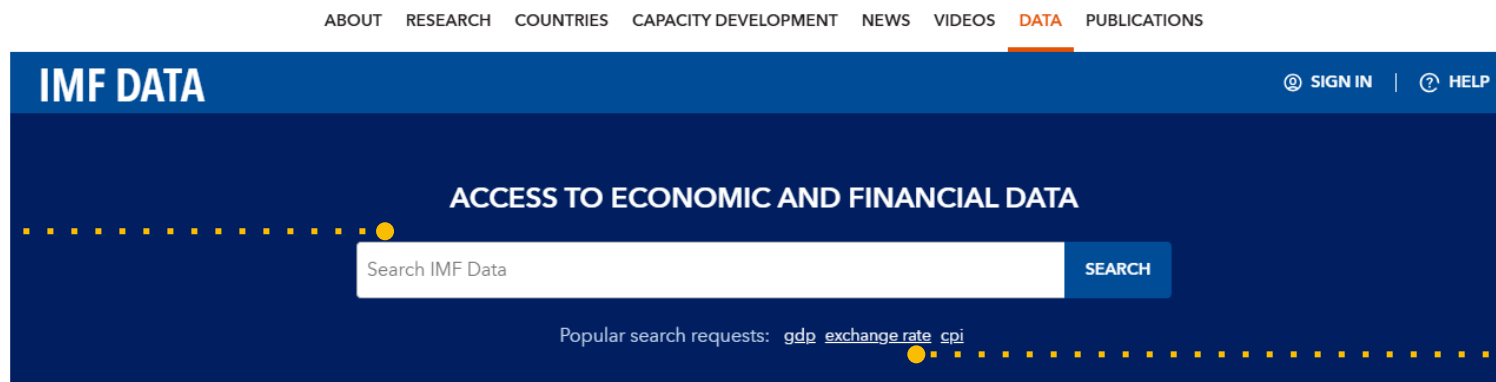 ABOUT RESEARCH COUNTRIES CAPACITY DEVELOPMENT NEWS VIDEOS DATA PUBLICATIONS
IMF DATA
SIGN IN | HELP
ACCESS TO ECONOMIC AND FINANCIAL DATA
Search IMF Data
SEARCH
Popular search requests: gdp exchange rate cpi